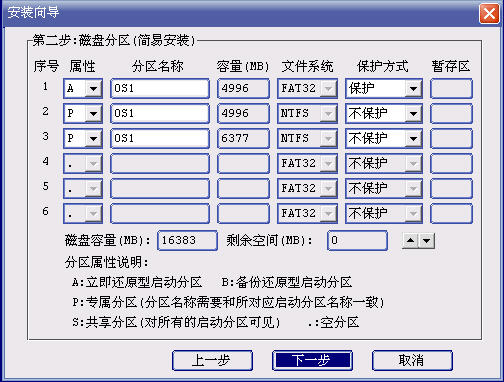 安装向导
第二步:磁盘分区(简易安装)
序号 属性 分区名称 容量(MB) 文件系统 保护方式 暂存区
1 A OS1 4996 FAT32 保护
2 P OS1 4996 NTFS 不保护
3 P OS1 6377 NTFS 不保护
4 . FAT32 不保护
5 . FAT32 不保护
6 . FAT32 不保护
磁盘容量(MB): 16383 剩余空间(MB): 0
分区属性说明:
A:立即还原型启动分区 B:备份还原型启动分区
P:专属分区(分区名称需要和所对应启动分区名称一致)
S:共享分区(对所有的启动分区可见) .:空分区
上一步 下一步 取消